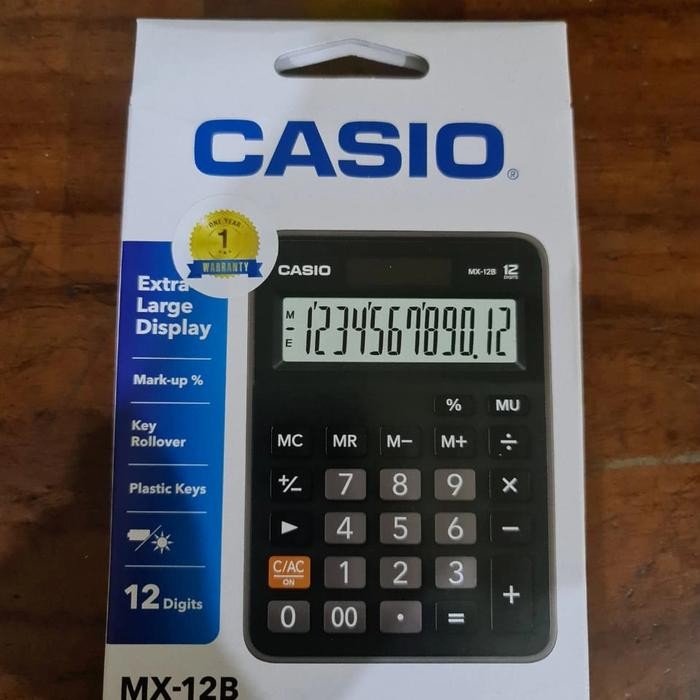 CASIO®
ONE YEAR
1
WARRANTY
Extra
Large
Display
Mark-up %
Key
Rollover
Plastic Keys
12 Digits
MX-12B
CASIO MX-12B 12
DIGITS
M
-
E
1234567890.12
% MU
MC MR M− M+ ÷
+/− 7 8 9 ×
▶ 4 5 6 −
C/AC
ON
1 2 3 +
0 00 · =